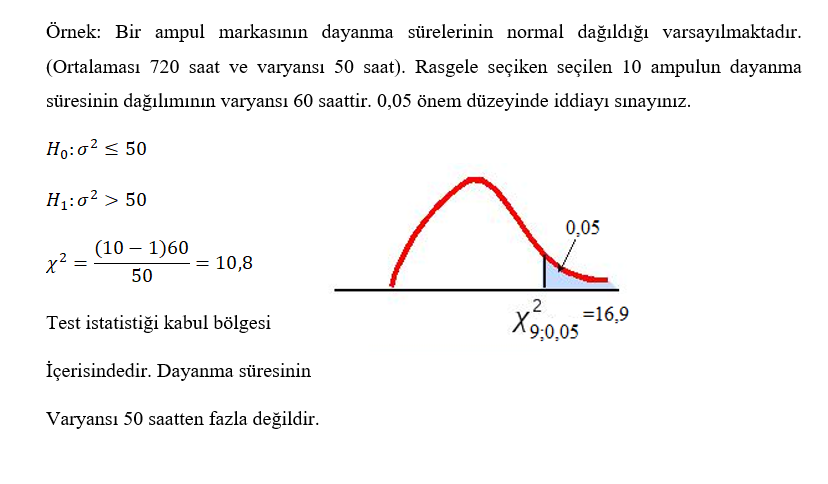 Örnek: Bir ampul markasının dayanma sürelerinin normal dağıldığı varsayılmaktadır.
(Ortalaması 720 saat ve varyansı 50 saat). Rasgele seçiken seçilen 10 ampulun dayanma
süresinin dağılımının varyansı 60 saattir. 0,05 önem düzeyinde iddiayı sınayınız.
H₀: σ² ≤ 50
H₁: σ² > 50
χ² = (10 − 1)60 / 50 = 10,8
0,05
X²₉;₀,₀₅ =16,9
Test istatistiği kabul bölgesi
İçerisindedir. Dayanma süresinin
Varyansı 50 saatten fazla değildir.